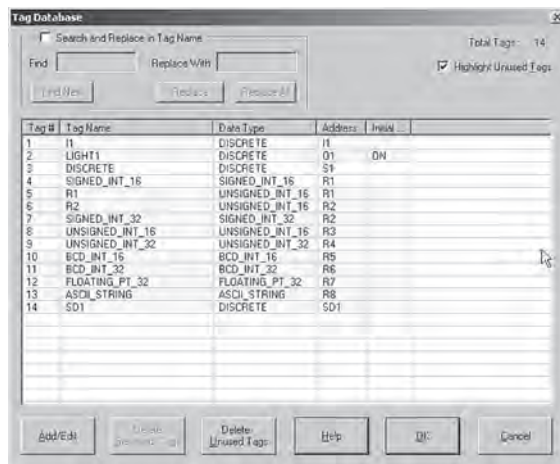 Tag Database
Search and Replace in Tag Name
Total Tags: 14
Find Replace With
Highlight Unused Tags
Find Next Replace Replace All
Tag # Tag Name Data Type Address Initial ...
1 I1 DISCRETE I1
2 LIGHT1 DISCRETE O1 ON
3 DISCRETE DISCRETE S1
4 SIGNED_INT_16 SIGNED_INT_16 R1
5 R1 UNSIGNED_INT_16 R1
6 R2 UNSIGNED_INT_16 R2
7 SIGNED_INT_32 SIGNED_INT_32 R2
8 UNSIGNED_INT_16 UNSIGNED_INT_16 R3
9 UNSIGNED_INT_32 UNSIGNED_INT_32 R4
10 BCD_INT_16 BCD_INT_16 R5
11 BCD_INT_32 BCD_INT_32 R6
12 FLOATING_PT_32 FLOATING_PT_32 R7
13 ASCII_STRING ASCII_STRING R8
14 SD1 DISCRETE SD1
Add/Edit Delete Selected Tags Delete Unused Tags Help OK Cancel